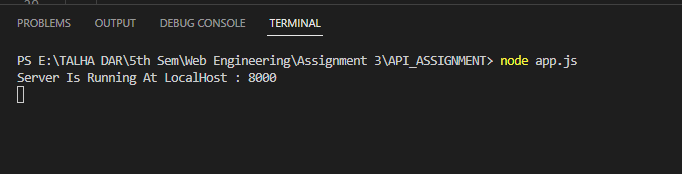 PROBLEMS OUTPUT DEBUG CONSOLE TERMINAL
PS E:\TALHA DAR\5th Sem\Web Engineering\Assignment 3\API_ASSIGNMENT> node app.js
Server Is Running At LocalHost : 8000